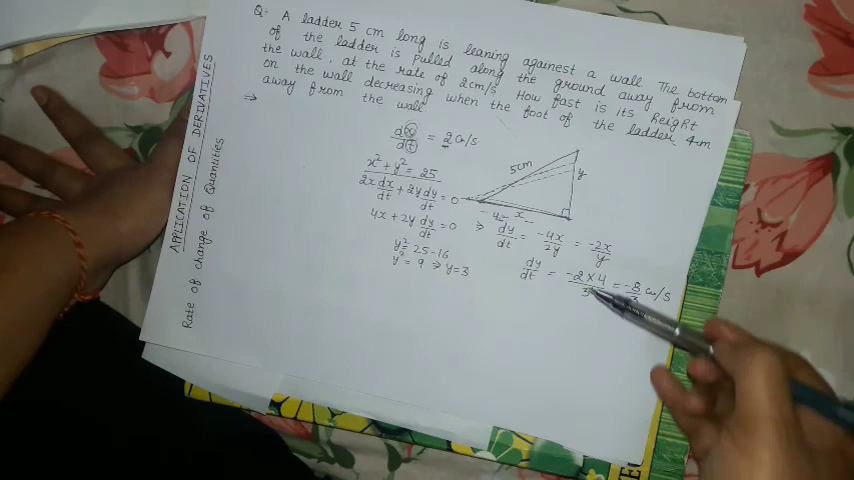 APPLICATION OF DERIVATIVES
Rate of change of Quantities
Q:- A ladder 5 cm long is leaning againest a wall The bottom
of the ladder is pulled along the ground away from
the wall, at the rate of 2cm/s How fast is its height
on the wall decreasing when the foot of the ladder 4m
away from the wall
⇒
dx/dt = 2 cm/s
x² + y² = 25
2x dx/dt + 2y dy/dt = 0
4x + 2y dy/dt = 0
y² = 25 - 16
y² = 9 ⇒ y = 3
5cm
y
4 x
⇒ dy/dt = -4x/2y = -2x/y
dy/dt = -2 × 4/3 = -8/3 cm/s